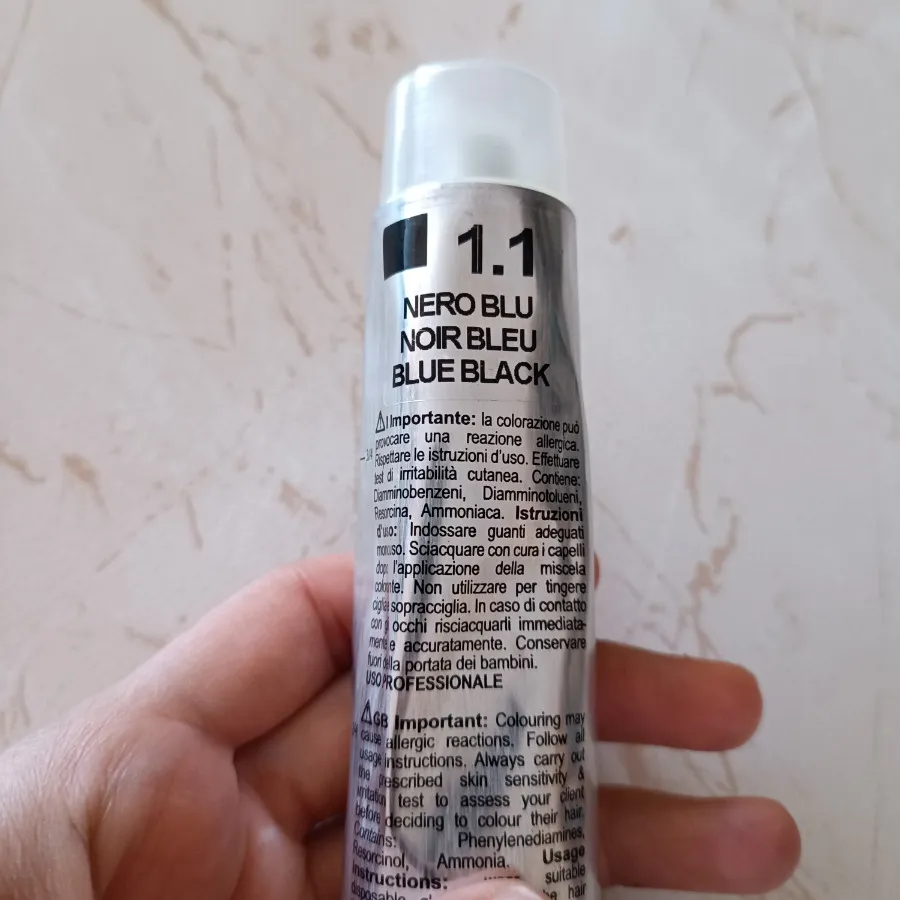 1.1
NERO BLU
NOIR BLEU
BLUE BLACK
I Importante: la colorazione può
provocare una reazione allergica.
Rispettare le istruzioni d'uso. Effettuare
test di irritabilità cutanea. Contiene:
Diamminobenzeni, Diamminotolueni,
Resorcina, Ammoniaca. Istruzioni
d'uso: Indossare guanti adeguati
monouso. Sciacquare con cura i capelli
dopo l'applicazione della miscela
colorante. Non utilizzare per tingere
ciglia e sopracciglia. In caso di contatto
con gli occhi risciacquarli immediata-
mente e accuratamente. Conservare
fuori dalla portata dei bambini.
USO PROFESSIONALE
GB Important: Colouring may
cause allergic reactions. Follow all
usage instructions. Always carry out
the prescribed skin sensitivity &
irritation test to assess your client
before deciding to colour their hair.
Contains: Phenylenediamines,
Resorcinol, Ammonia. Usage
instructions: suitable
disposable hair